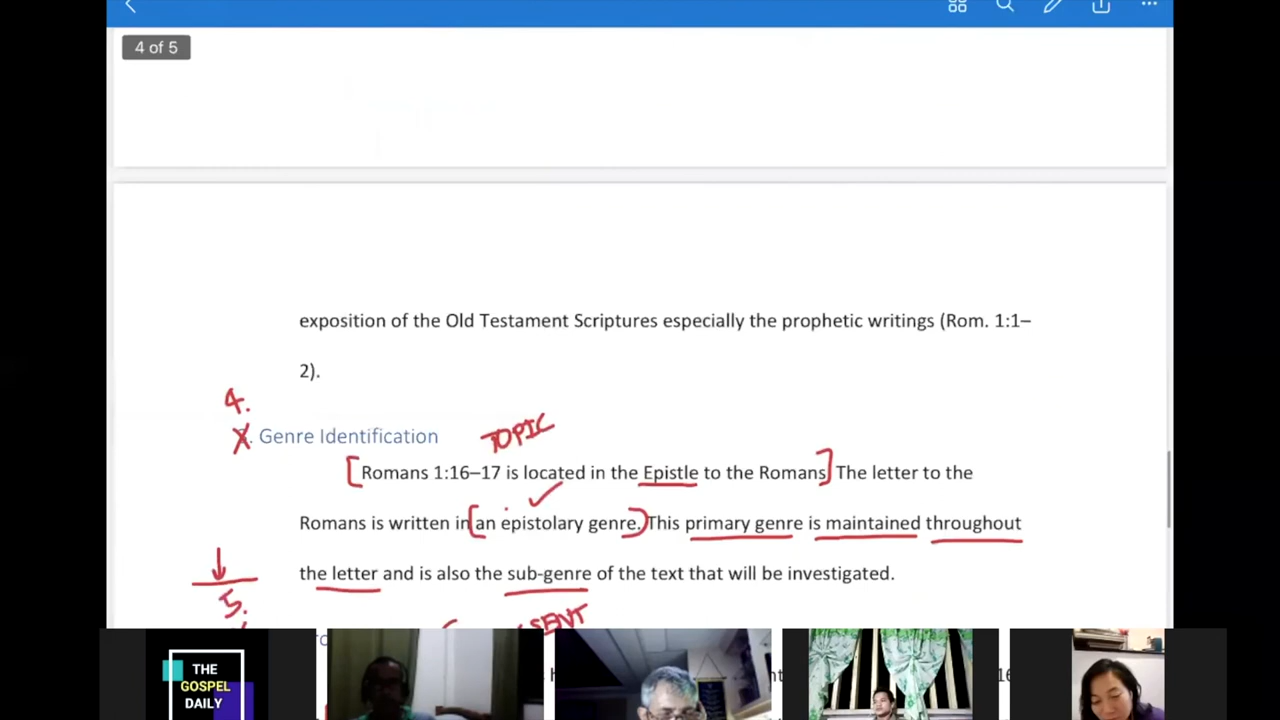 4 of 5
exposition of the Old Testament Scriptures especially the prophetic writings (Rom. 1:1–
2).
4.
Genre Identification
TOPIC
[Romans 1:16–17 is located in the Epistle to the Romans] The letter to the
Romans is written in [an epistolary genre.] This primary genre is maintained throughout
the letter and is also the sub-genre of the text that will be investigated.
5.
THE
GOSPEL
DAILY